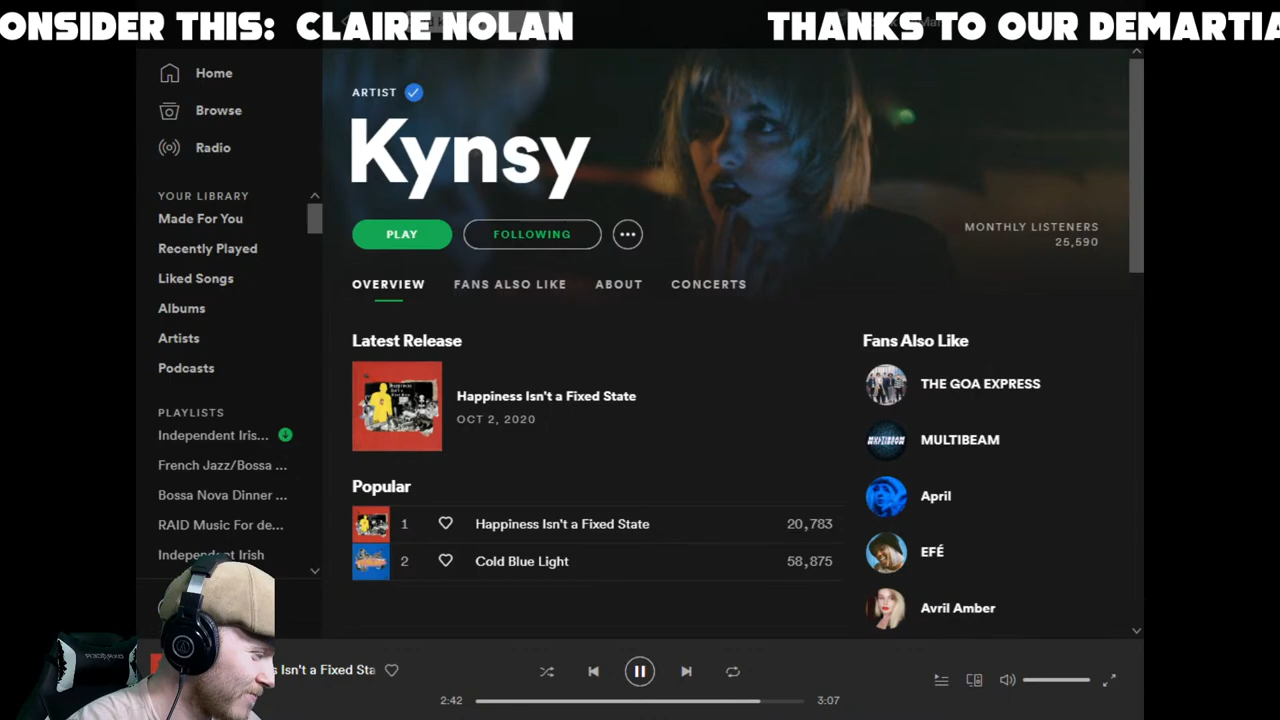 ONSIDER THIS: CLAIRE NOLAN THANKS TO OUR DEMARTIA
Home
Browse
Radio
YOUR LIBRARY
Made For You
Recently Played
Liked Songs
Albums
Artists
Podcasts
PLAYLISTS
Independent Iris...
French Jazz/Bossa ...
Bossa Nova Dinner ...
RAID Music For de...
Independent Irish
ARTIST
Kynsy
PLAY FOLLOWING
MONTHLY LISTENERS
25,590
OVERVIEW FANS ALSO LIKE ABOUT CONCERTS
Latest Release
Happiness Isn't a Fixed State
OCT 2, 2020
Popular
1 Happiness Isn't a Fixed State 20,783
2 Cold Blue Light 58,875
Fans Also Like
THE GOA EXPRESS
MULTIBEAM
April
EFÉ
Avril Amber
s Isn't a Fixed Sta
2:42 3:07